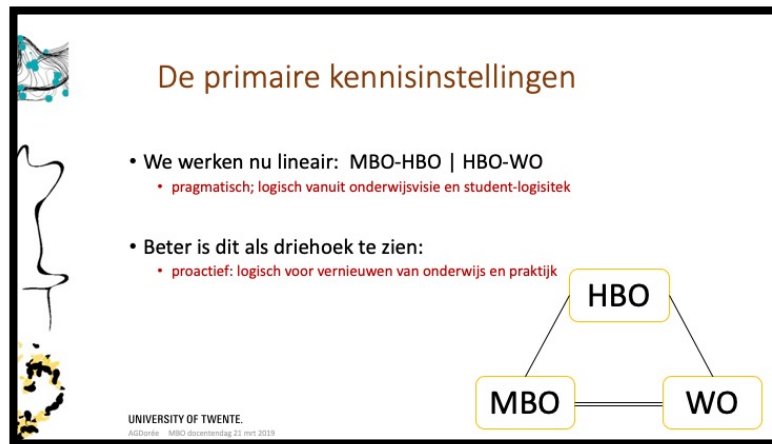 De primaire kennisinstellingen
• We werken nu lineair: MBO-HBO | HBO-WO
• pragmatisch; logisch vanuit onderwijsvisie en student-logisitek
• Beter is dit als driehoek te zien:
• proactief: logisch voor vernieuwen van onderwijs en praktijk
HBO
MBO
WO
UNIVERSITY OF TWENTE.
AGDorée MBO docentendag 21 mrt 2019